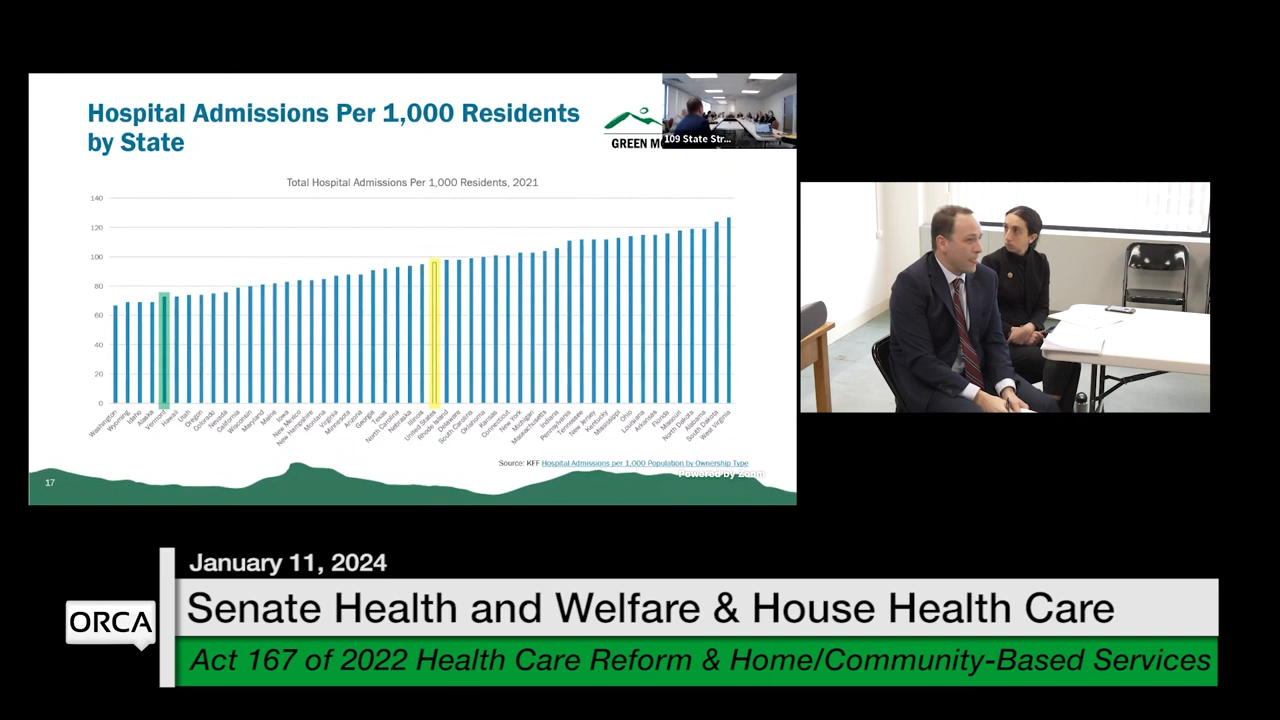 Hospital Admissions Per 1,000 Residents
by State
GREEN MO
109 State Str...
Total Hospital Admissions Per 1,000 Residents, 2021
140
120
100
80
60
40
20
0
Washington
Wyoming
Idaho
Alaska
Vermont
Hawaii
Utah
Oregon
Colorado
Nevada
California
Wisconsin
Maryland
Maine
Iowa
New Mexico
New Hampshire
Montana
Virginia
Minnesota
Arizona
Georgia
Texas
North Carolina
Nebraska
Illinois
United States
Rhode Island
Delaware
South Carolina
Oklahoma
Kansas
Connecticut
New York
Michigan
Massachusetts
Indiana
Pennsylvania
Tennessee
New Jersey
Kentucky
Mississippi
Ohio
Louisiana
Arkansas
Florida
Missouri
North Dakota
Alabama
South Dakota
West Virginia
Source: KFF Hospital Admissions per 1,000 Population by Ownership Type
Powered by Zoom
17
January 11, 2024
Senate Health and Welfare & House Health Care
ORCA
Act 167 of 2022 Health Care Reform & Home/Community-Based Services